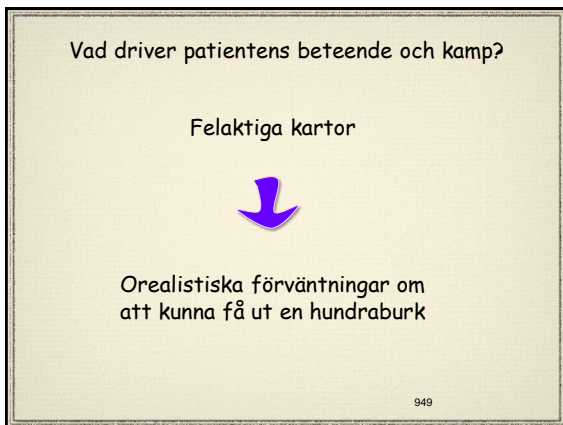 Vad driver patientens beteende och kamp?
Felaktiga kartor
Orealistiska förväntningar om
att kunna få ut en hundraburk
949